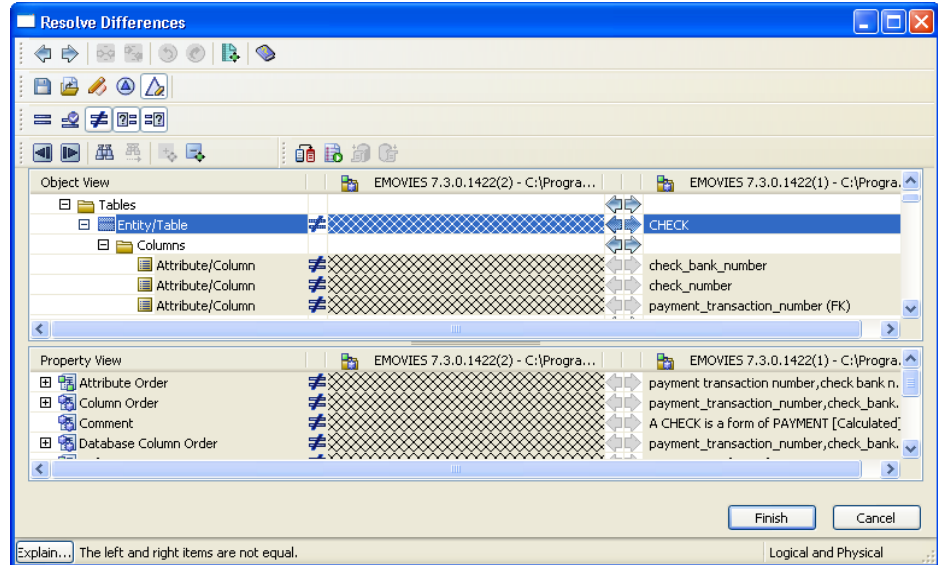 Resolve Differences
Object View EMOVIES 7.3.0.1422(2) - C:\Progra... EMOVIES 7.3.0.1422(1) - C:\Progra.
Tables
Entity/Table CHECK
Columns
Attribute/Column check_bank_number
Attribute/Column check_number
Attribute/Column payment_transaction_number (FK)
Property View EMOVIES 7.3.0.1422(2) - C:\Progra... EMOVIES 7.3.0.1422(1) - C:\Progra.
Attribute Order payment transaction number,check bank n.
Column Order payment_transaction_number,check_bank.
Comment A CHECK is a form of PAYMENT [Calculated]
Database Column Order payment_transaction_number,check_bank.
Finish Cancel
Explain... The left and right items are not equal. Logical and Physical